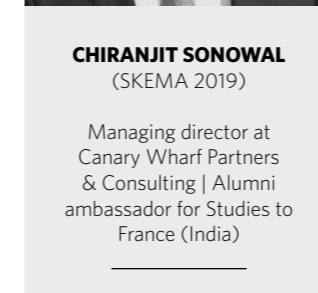 CHIRANJIT SONOWAL
(SKEMA 2019)
Managing director at
Canary Wharf Partners
& Consulting | Alumni
ambassador for Studies to
France (India)